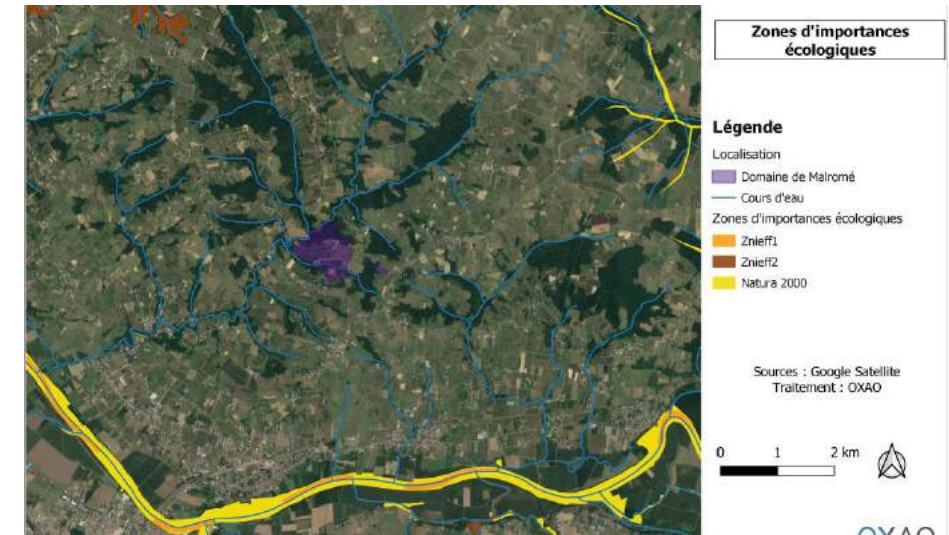 Zones d'importances
écologiques
Légende
Localisation
Domaine de Malromé
Cours d'eau
Zones d'importances écologiques
Znieff1
Znieff2
Natura 2000
Sources : Google Satellite
Traitement : OXAO
0 1 2 km
OXAO